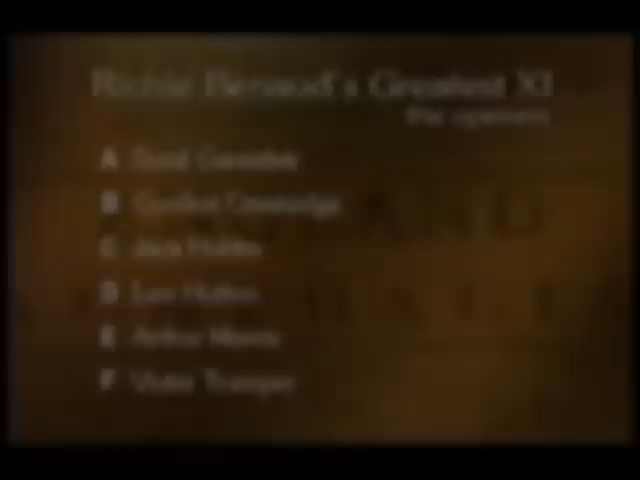 Richie Benaud's Greatest XI
(the openers)
A Sunil Gavaskar
B Gordon Greenidge
C Jack Hobbs
D Len Hutton
E Arthur Morris
F Victor Trumper